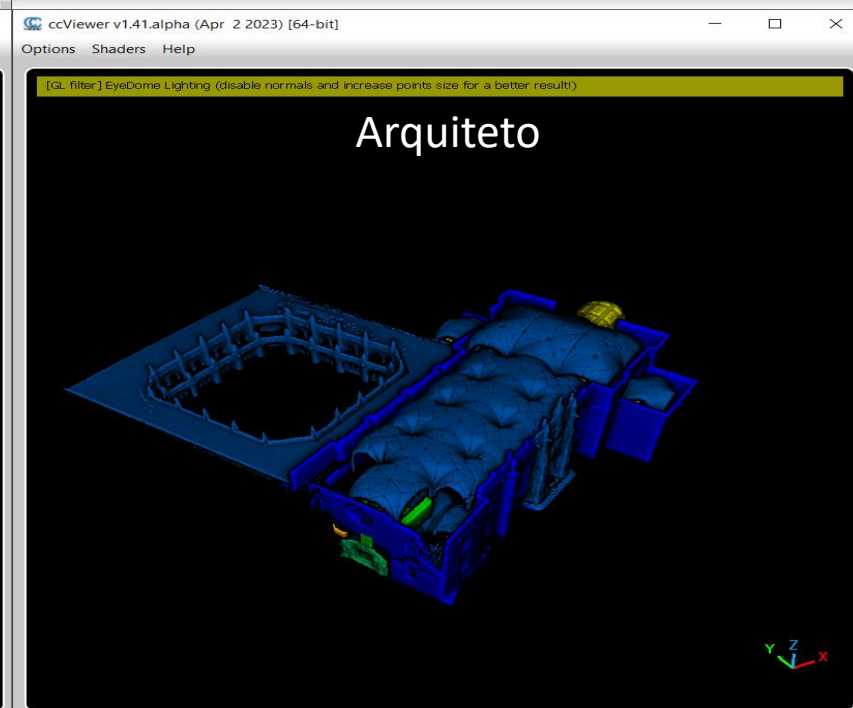 ccViewer v1.41.alpha (Apr  2 2023) [64-bit]
Options Shaders Help
[GL filter] EyeDome Lighting (disable normals and increase points size for a better result!)
Arquiteto
Y Z X